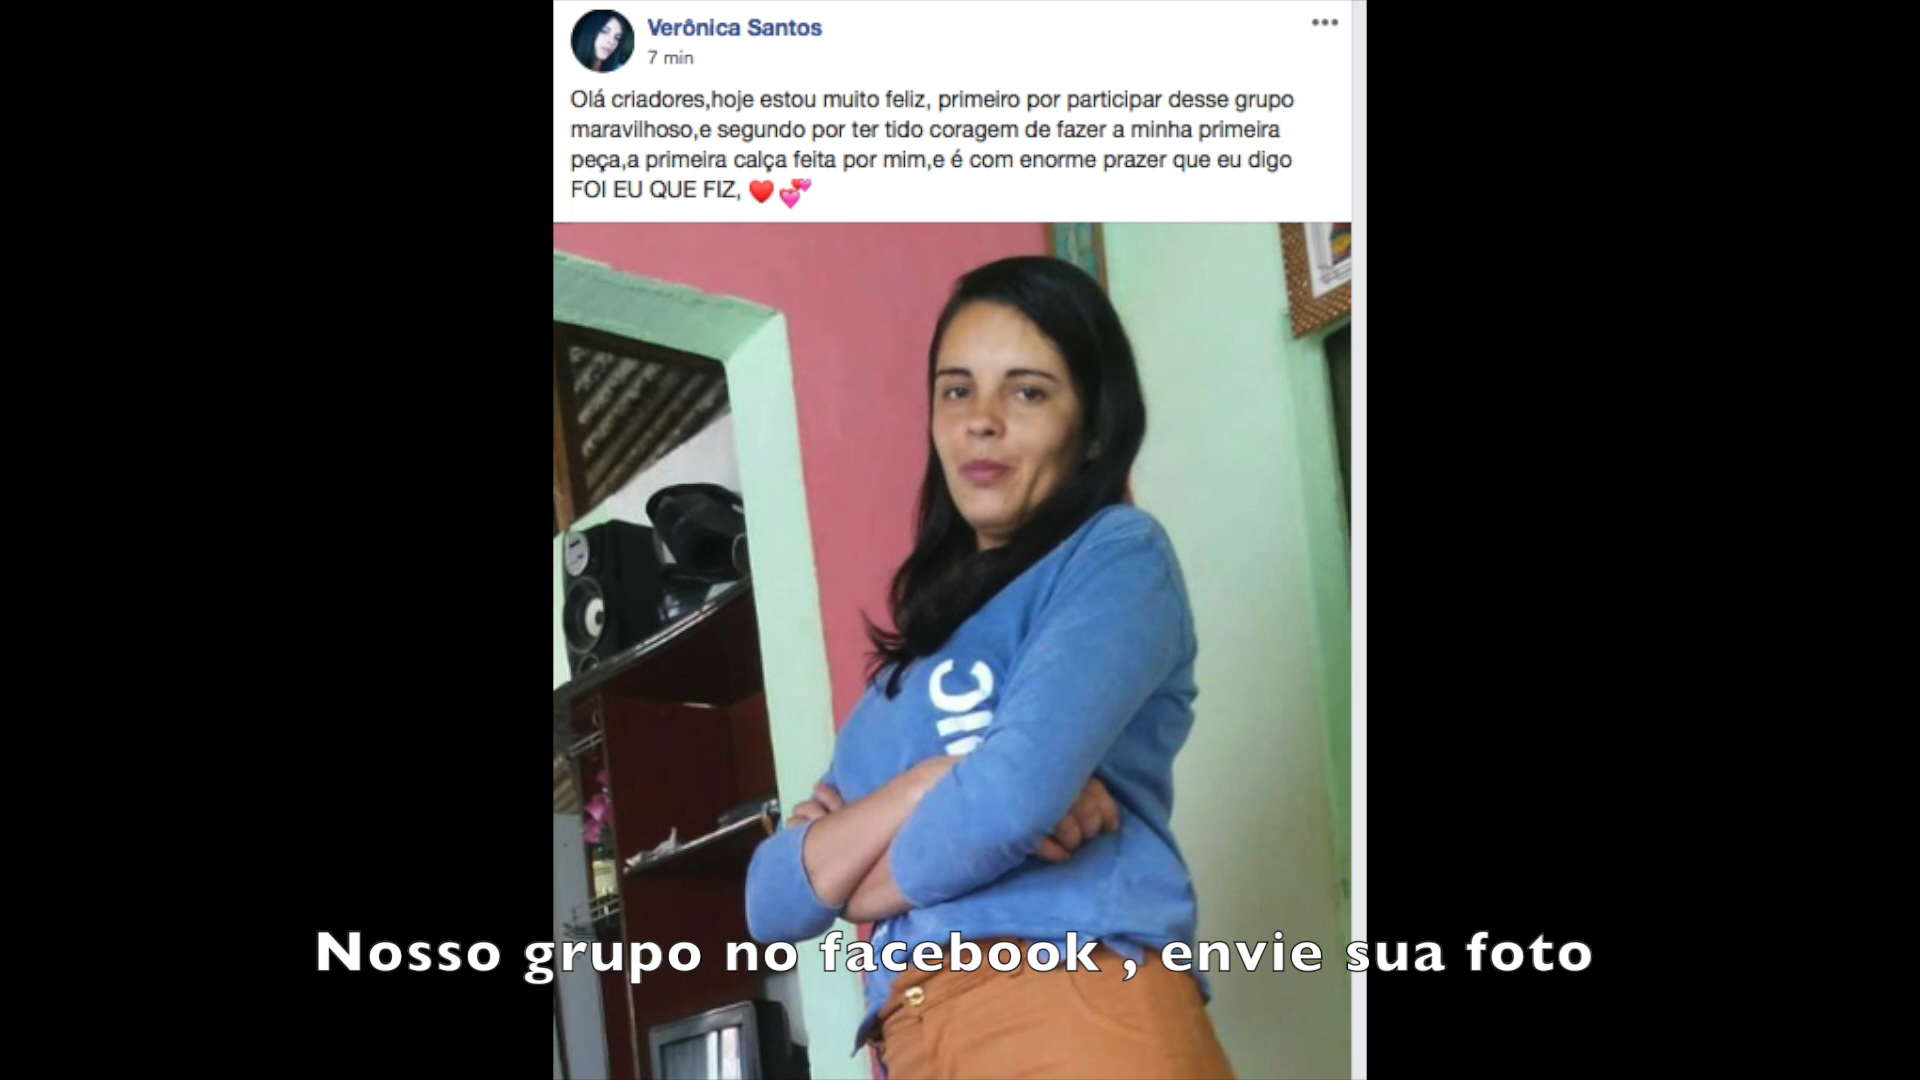 Verônica Santos
7 min
Olá criadores,hoje estou muito feliz, primeiro por participar desse grupo
maravilhoso,e segundo por ter tido coragem de fazer a minha primeira
peça,a primeira calça feita por mim,e é com enorme prazer que eu digo
FOI EU QUE FIZ, ❤️ 💕
Nosso grupo no facebook , envie sua foto